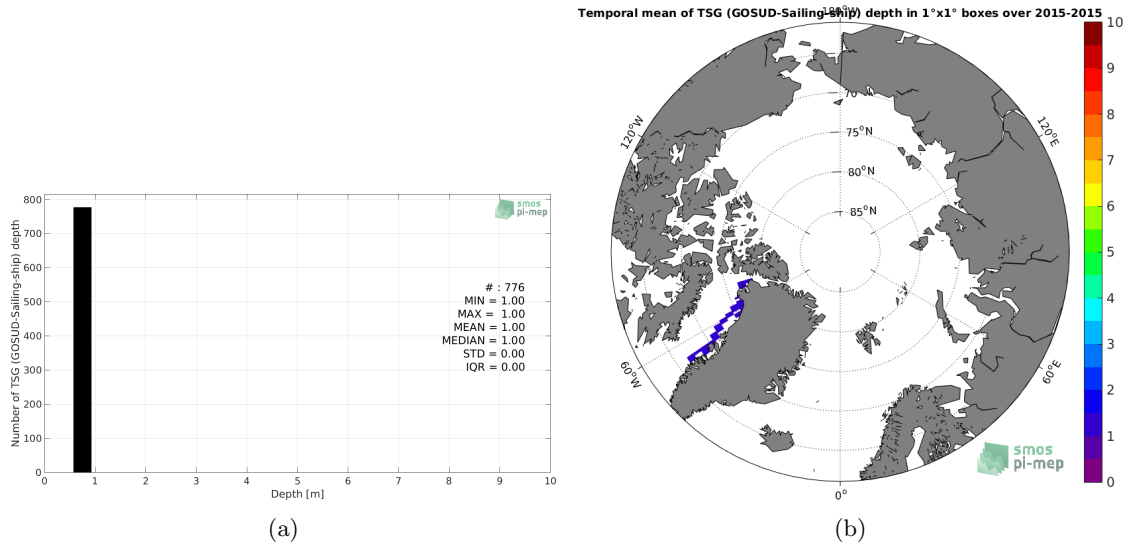 Number of TSG (GOSUD-Sailing-ship) depth
800
700
600
500
400
300
200
100
0
0 1 2 3 4 5 6 7 8 9 10
Depth [m]
smos
pi-mep
# : 776
MIN = 1.00
MAX = 1.00
MEAN = 1.00
MEDIAN = 1.00
STD = 0.00
IQR = 0.00
(a)
Temporal mean of TSG (GOSUD-Sailing-ship) depth in 1°x1° boxes over 2015-2015
180°W
120°W
120°E
75°N
80°N
85°N
60°W
60°E
0°
smos
pi-mep
10
9
8
7
6
5
4
3
2
1
0
(b)